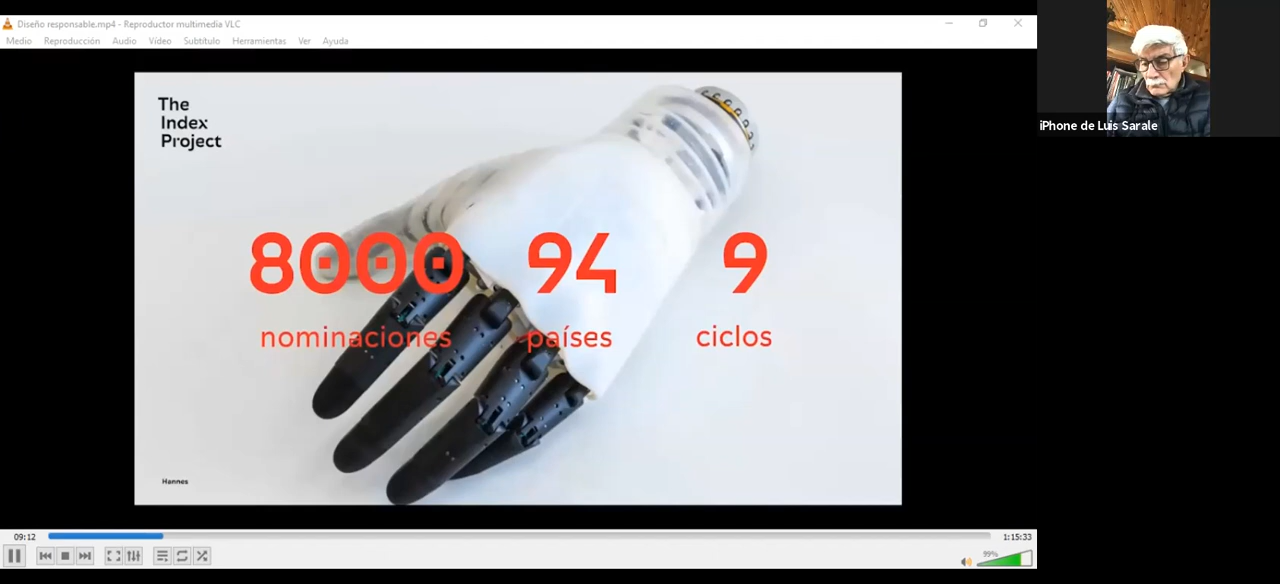 Diseño responsable.mp4 - Reproductor multimedia VLC
Medio Reproducción Audio Vídeo Subtítulo Herramientas Ver Ayuda
The
Index
Project
8000 94 9
nominaciones países ciclos
Hannes
iPhone de Luis Sarale
09:12
1:15:33
99%